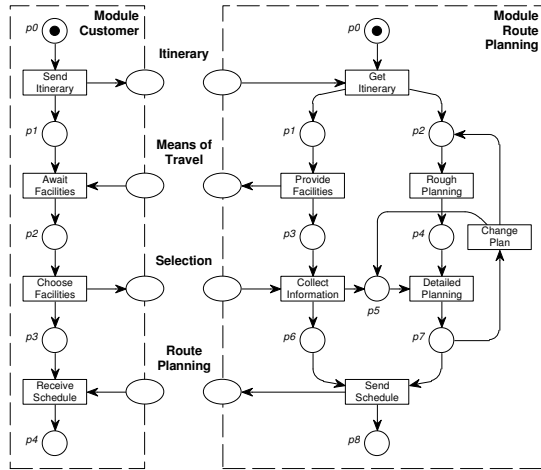 Module
Customer
p0
Send
Itinerary
p1
Await
Facilities
p2
Choose
Facilities
p3
Receive
Schedule
p4
Itinerary
Means of
Travel
Selection
Route
Planning
Module
Route
Planning
p0
Get
Itinerary
p1
p2
Provide
Facilities
Rough
Planning
p3
p4
Change
Plan
Collect
Information
p5
Detailed
Planning
p6
p7
Send
Schedule
p8